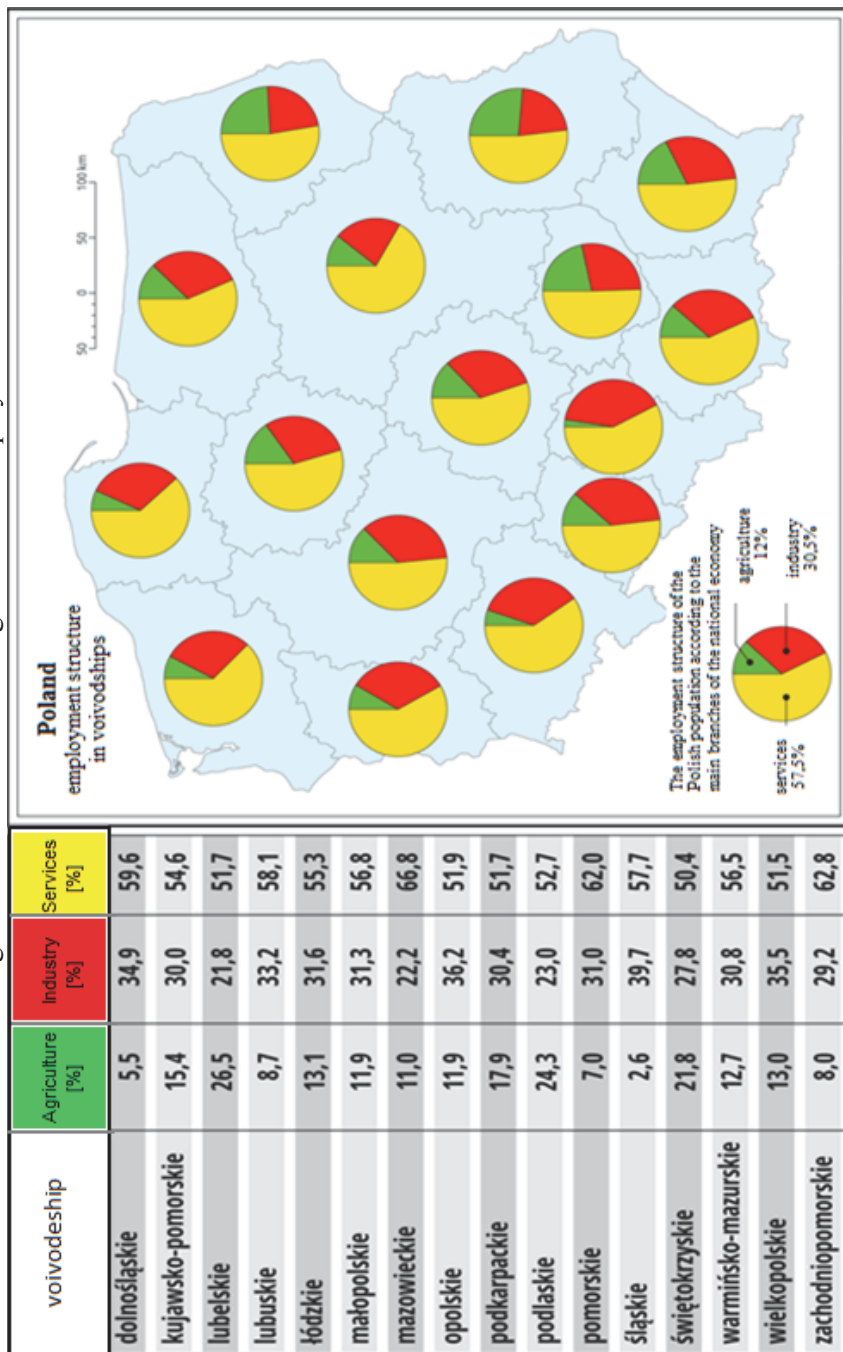 voivodeship
Agriculture
[%]
Industry
[%]
Services
[%]
dolnośląskie 5,5 34,9 59,6
kujawsko-pomorskie 15,4 30,0 54,6
lubelskie 26,5 21,8 51,7
lubuskie 8,7 33,2 58,1
łódzkie 13,1 31,6 55,3
małopolskie 11,9 31,3 56,8
mazowieckie 11,0 22,2 66,8
opolskie 11,9 36,2 51,9
podkarpackie 17,9 30,4 51,7
podlaskie 24,3 23,0 52,7
pomorskie 7,0 31,0 62,0
śląskie 2,6 39,7 57,7
świętokrzyskie 21,8 27,8 50,4
warmińsko-mazurskie 12,7 30,8 56,5
wielkopolskie 13,0 35,5 51,5
zachodniopomorskie 8,0 29,2 62,8
Poland
employment structure
in voivodships
50 0 50 100 km
The employment structure of the
Polish population according to the
main branches of the national economy
services
57,5%
agriculture
12%
industry
30,5%